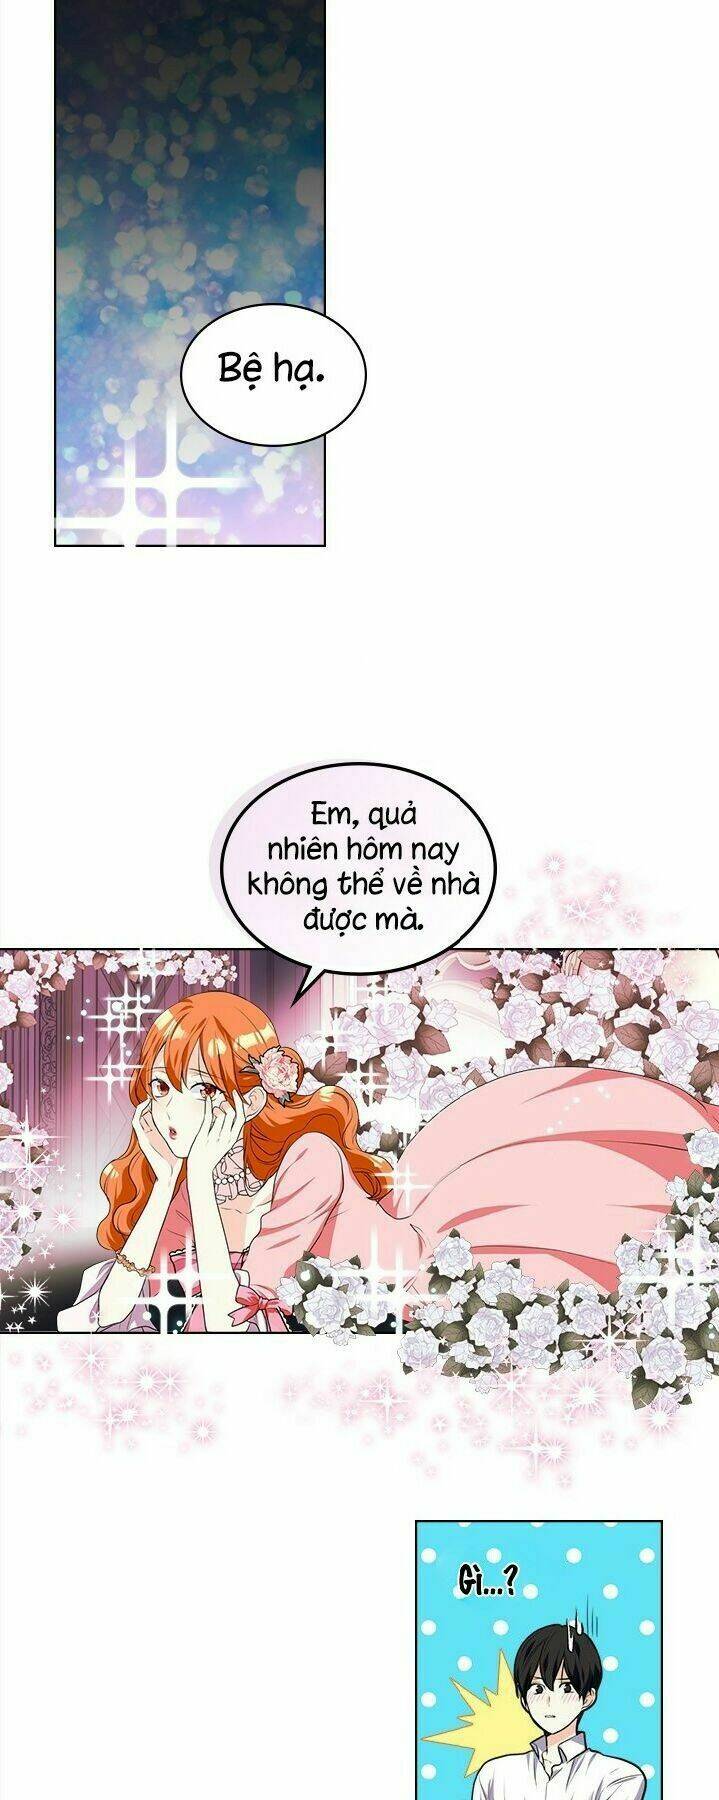 Bệ hạ.
Em, quả
nhiên hôm nay
không thể về nhà
được mà.
Gì...?